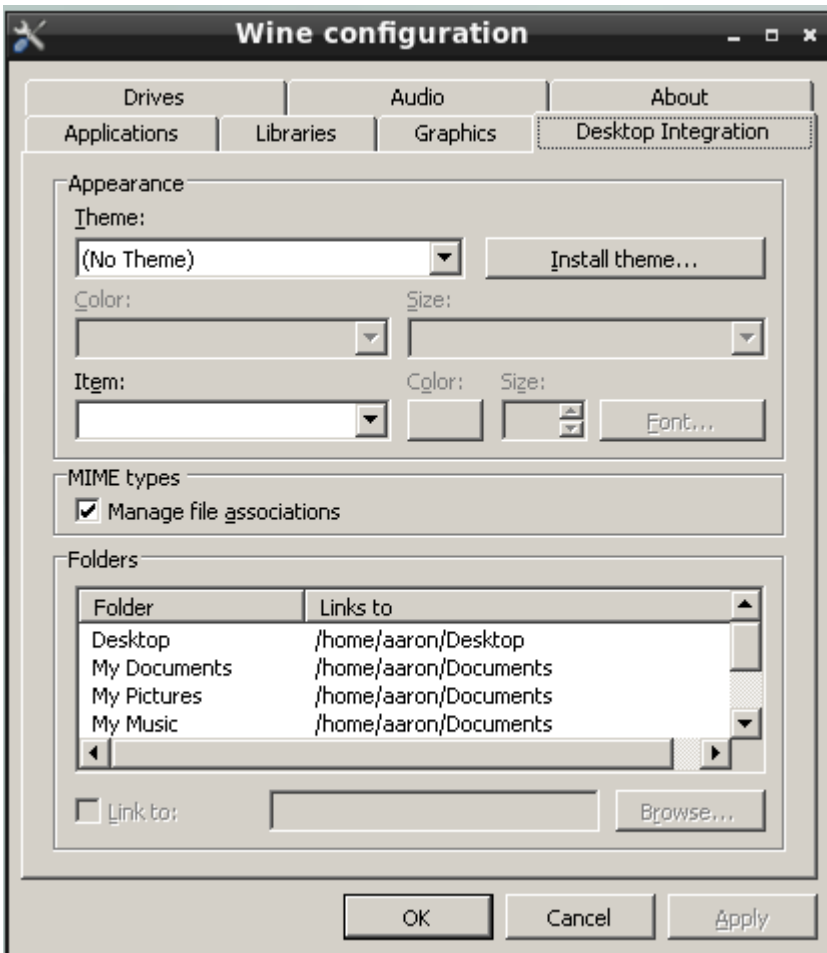 Wine configuration
Drives Audio About
Applications Libraries Graphics Desktop Integration
Appearance
Theme:
(No Theme) Install theme...
Color: Size:
Item: Color: Size:
Font...
MIME types
Manage file associations
Folders
Folder Links to
Desktop /home/aaron/Desktop
My Documents /home/aaron/Documents
My Pictures /home/aaron/Documents
My Music /home/aaron/Documents
Link to: Browse...
OK Cancel Apply